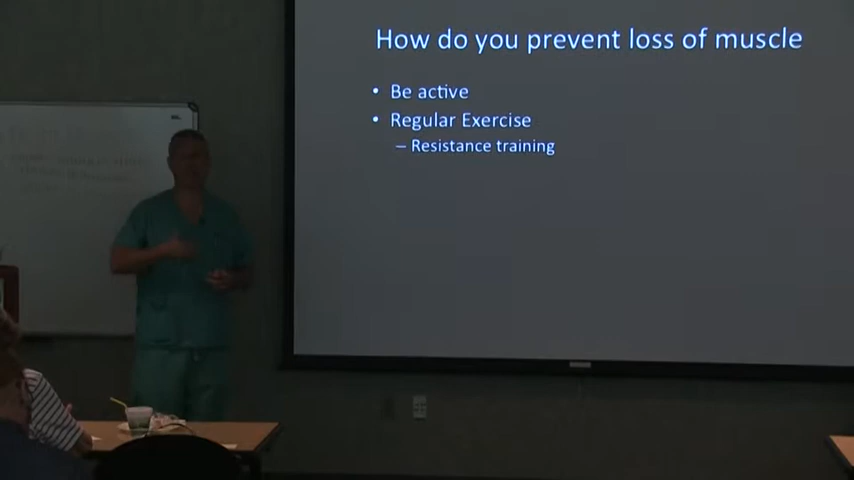 How do you prevent loss of muscle
• Be active
• Regular Exercise
– Resistance training